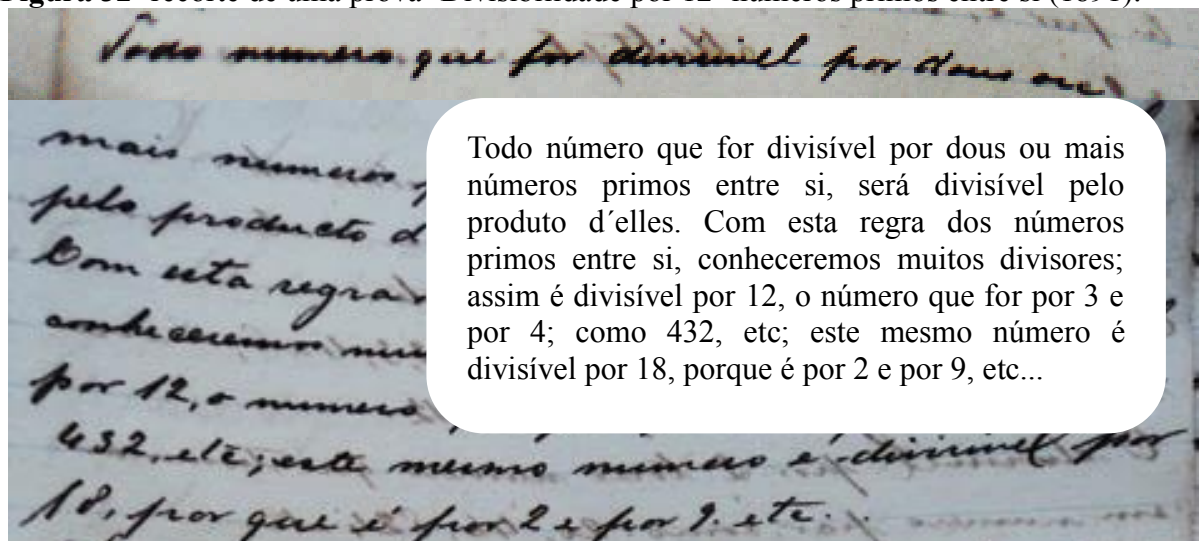 Figura 32- recorte de uma prova- Divisibilidade por 12- números primos entre si (1891).
Todo numero que for divisivel por dous ou
mais numeros
pelo producto d
Com esta regra
conheceremos mu
por 12, o numero
432, etc; este mesmo numero é divisivel por
18, por que é por 2 e por 9. etc.
Todo número que for divisível por dous ou mais
números primos entre si, será divisível pelo
produto d´elles. Com esta regra dos números
primos entre si, conheceremos muitos divisores;
assim é divisível por 12, o número que for por 3 e
por 4; como 432, etc; este mesmo número é
divisível por 18, porque é por 2 e por 9, etc...